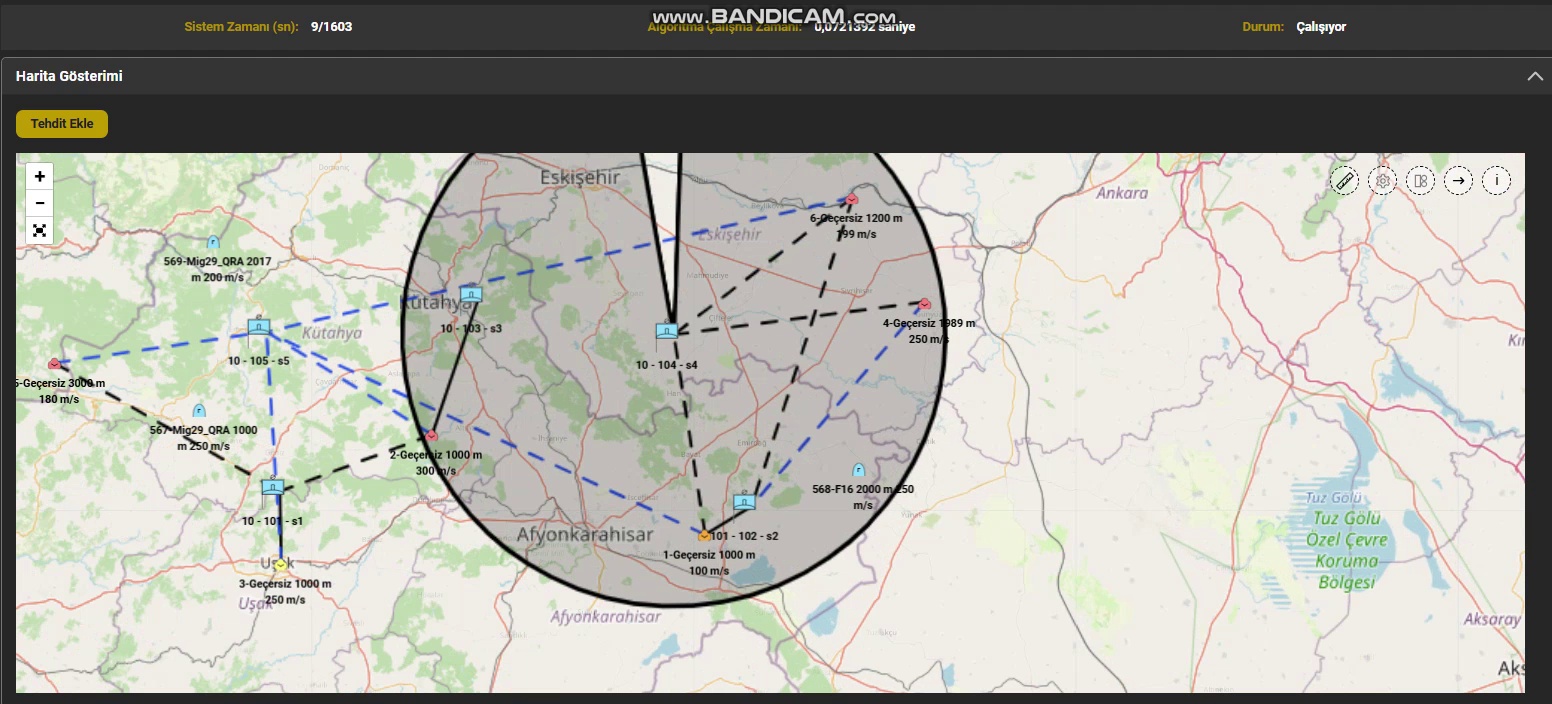 www.BANDICAM.com
Sistem Zamanı (sn): 9/1603
Algoritma Çalışma Zamanı: 0,0721392 saniye
Durum: Çalışıyor
Harita Gösterimi
Tehdit Ekle
+
−
Eskişehir
Ankara
6-Geçersiz 1200 m
199 m/s
Eskişehir
569-Mig29_QRA 2017
m 200 m/s
Mahmudiye
Kütahya
10 - 103 - s3
Kütahya
4-Geçersiz 1989 m
250 m/s
10 - 105 - s5
10 - 104 - s4
5-Geçersiz 3000 m
180 m/s
567-Mig29_QRA 1000
m 250 m/s
2-Geçersiz 1000 m
300 m/s
Emirdağ
568-F16 2000 m 250
m/s
Tuz Gölü
Tuz Gölü
Özel Çevre
Koruma
Bölgesi
10 - 101 - s1
Afyonkarahisar
101 - 102 - s2
1-Geçersiz 1000 m
100 m/s
Uşak
3-Geçersiz 1000 m
250 m/s
Uşak
Afyonkarahisar
Aksaray
Aks